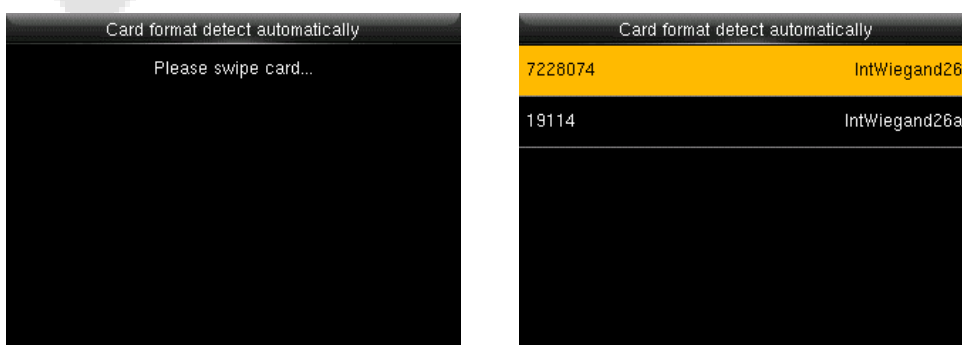 Card format detect automatically
Please swipe card...
Card format detect automatically
7228074 IntWiegand26
19114 IntWiegand26a